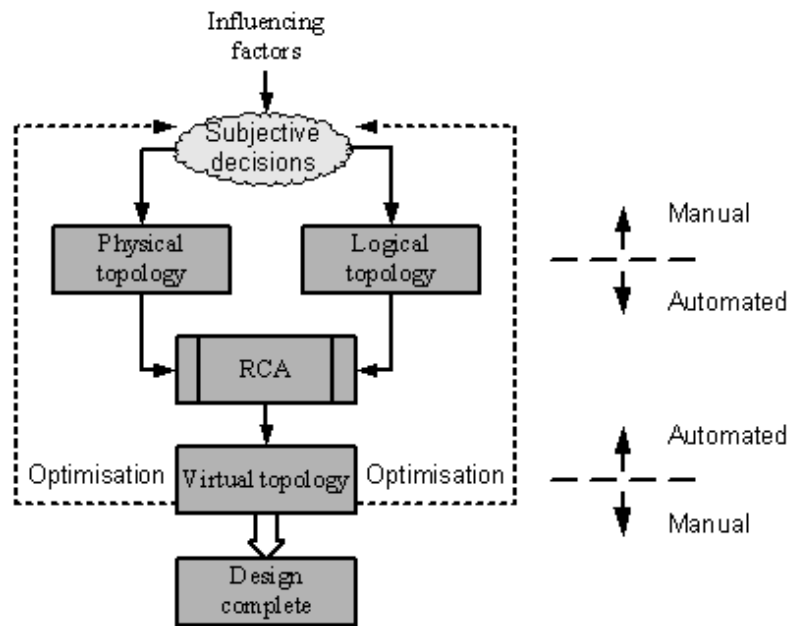 Influencing
factors
Subjective
decisions
Physical
topology
Logical
topology
Manual
Automated
RCA
Automated
Optimisation
Virtual topology
Optimisation
Manual
Design
complete